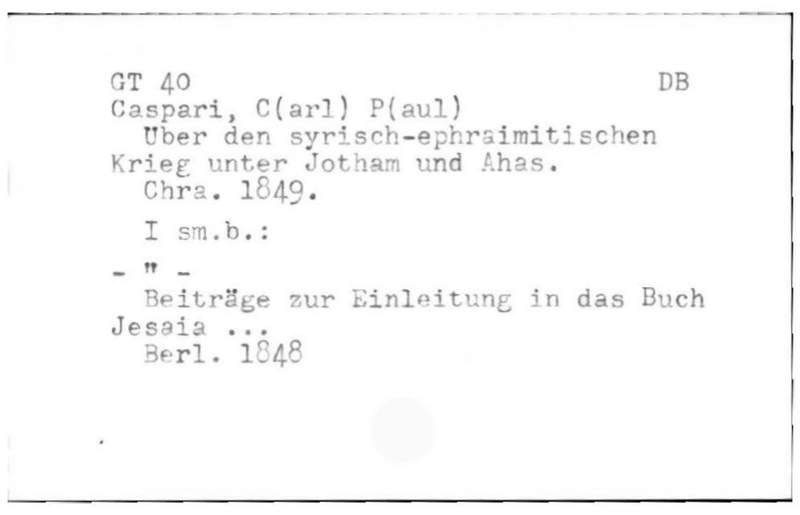 GT 40 DB
Caspari, C(arl) P(aul)
Uber den syrisch-ephraimitischen
Krieg unter Jotham und Ahas.
Chra. 1849.
I sm.b.:
- " -
Beiträge zur Einleitung in das Buch
Jesaia ...
Berl. 1848